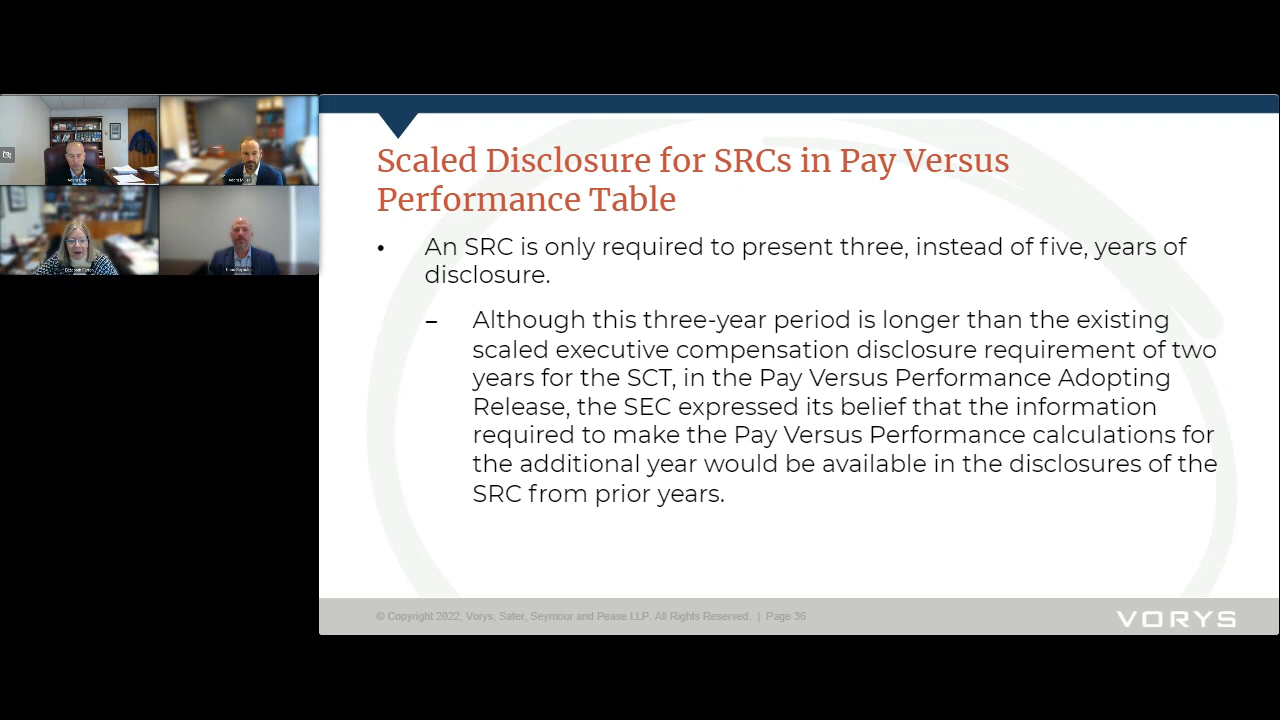 Scaled Disclosure for SRCs in Pay Versus
Performance Table
• An SRC is only required to present three, instead of five, years of
disclosure.
– Although this three-year period is longer than the existing
scaled executive compensation disclosure requirement of two
years for the SCT, in the Pay Versus Performance Adopting
Release, the SEC expressed its belief that the information
required to make the Pay Versus Performance calculations for
the additional year would be available in the disclosures of the
SRC from prior years.
© Copyright 2022, Vorys, Sater, Seymour and Pease LLP. All Rights Reserved. | Page 36
VORYS